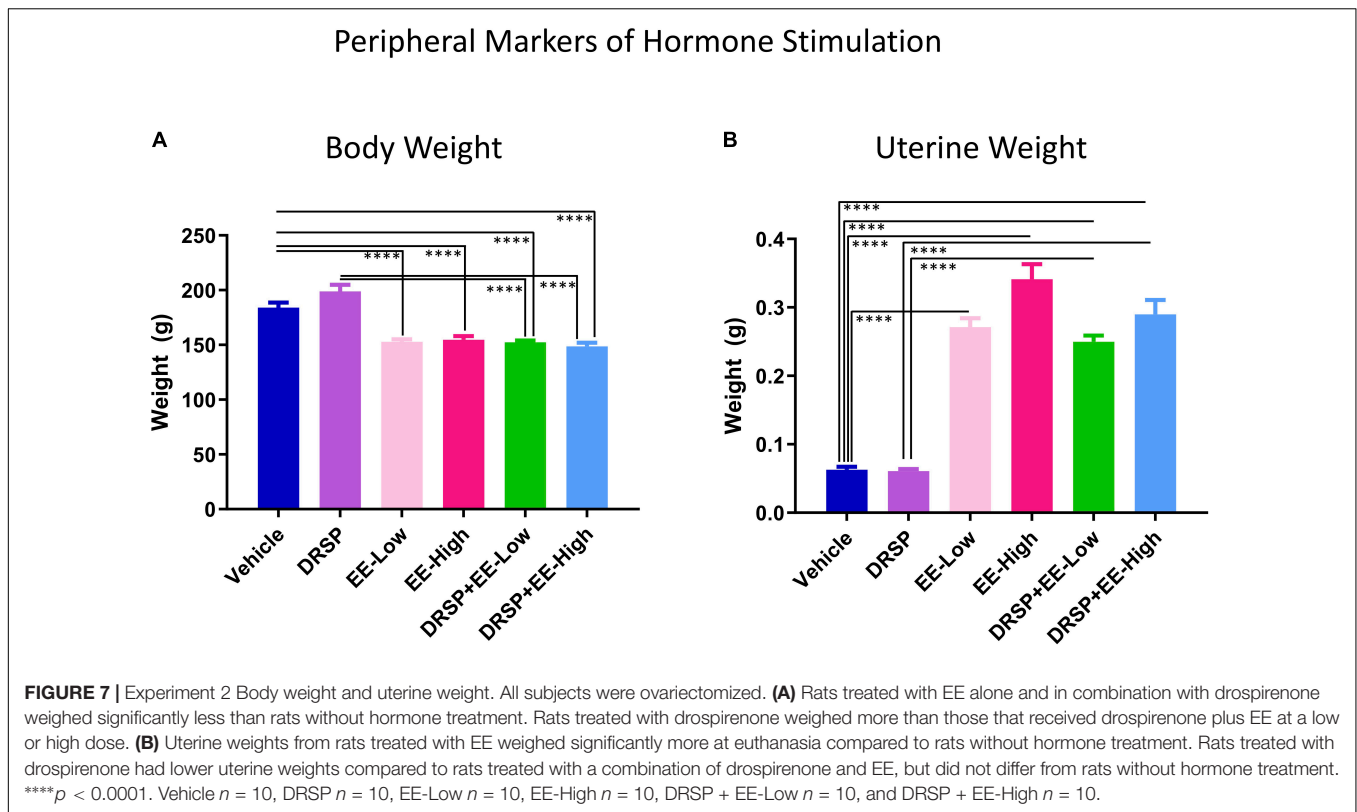 Peripheral Markers of Hormone Stimulation
A
Body Weight
****
****
****
****
****
****
Weight (g)
250
200
150
100
50
0
Vehicle
DRSP
EE-Low
EE-High
DRSP+EE-Low
DRSP+EE-High
B
Uterine Weight
****
****
****
****
****
****
Weight (g)
0.4
0.3
0.2
0.1
0.0
Vehicle
DRSP
EE-Low
EE-High
DRSP+EE-Low
DRSP+EE-High
FIGURE 7 | Experiment 2 Body weight and uterine weight. All subjects were ovariectomized. (A) Rats treated with EE alone and in combination with drospirenone
weighed significantly less than rats without hormone treatment. Rats treated with drospirenone weighed more than those that received drospirenone plus EE at a low
or high dose. (B) Uterine weights from rats treated with EE weighed significantly more at euthanasia compared to rats without hormone treatment. Rats treated with
drospirenone had lower uterine weights compared to rats treated with a combination of drospirenone and EE, but did not differ from rats without hormone treatment.
****p < 0.0001. Vehicle n = 10, DRSP n = 10, EE-Low n = 10, EE-High n = 10, DRSP + EE-Low n = 10, and DRSP + EE-High n = 10.